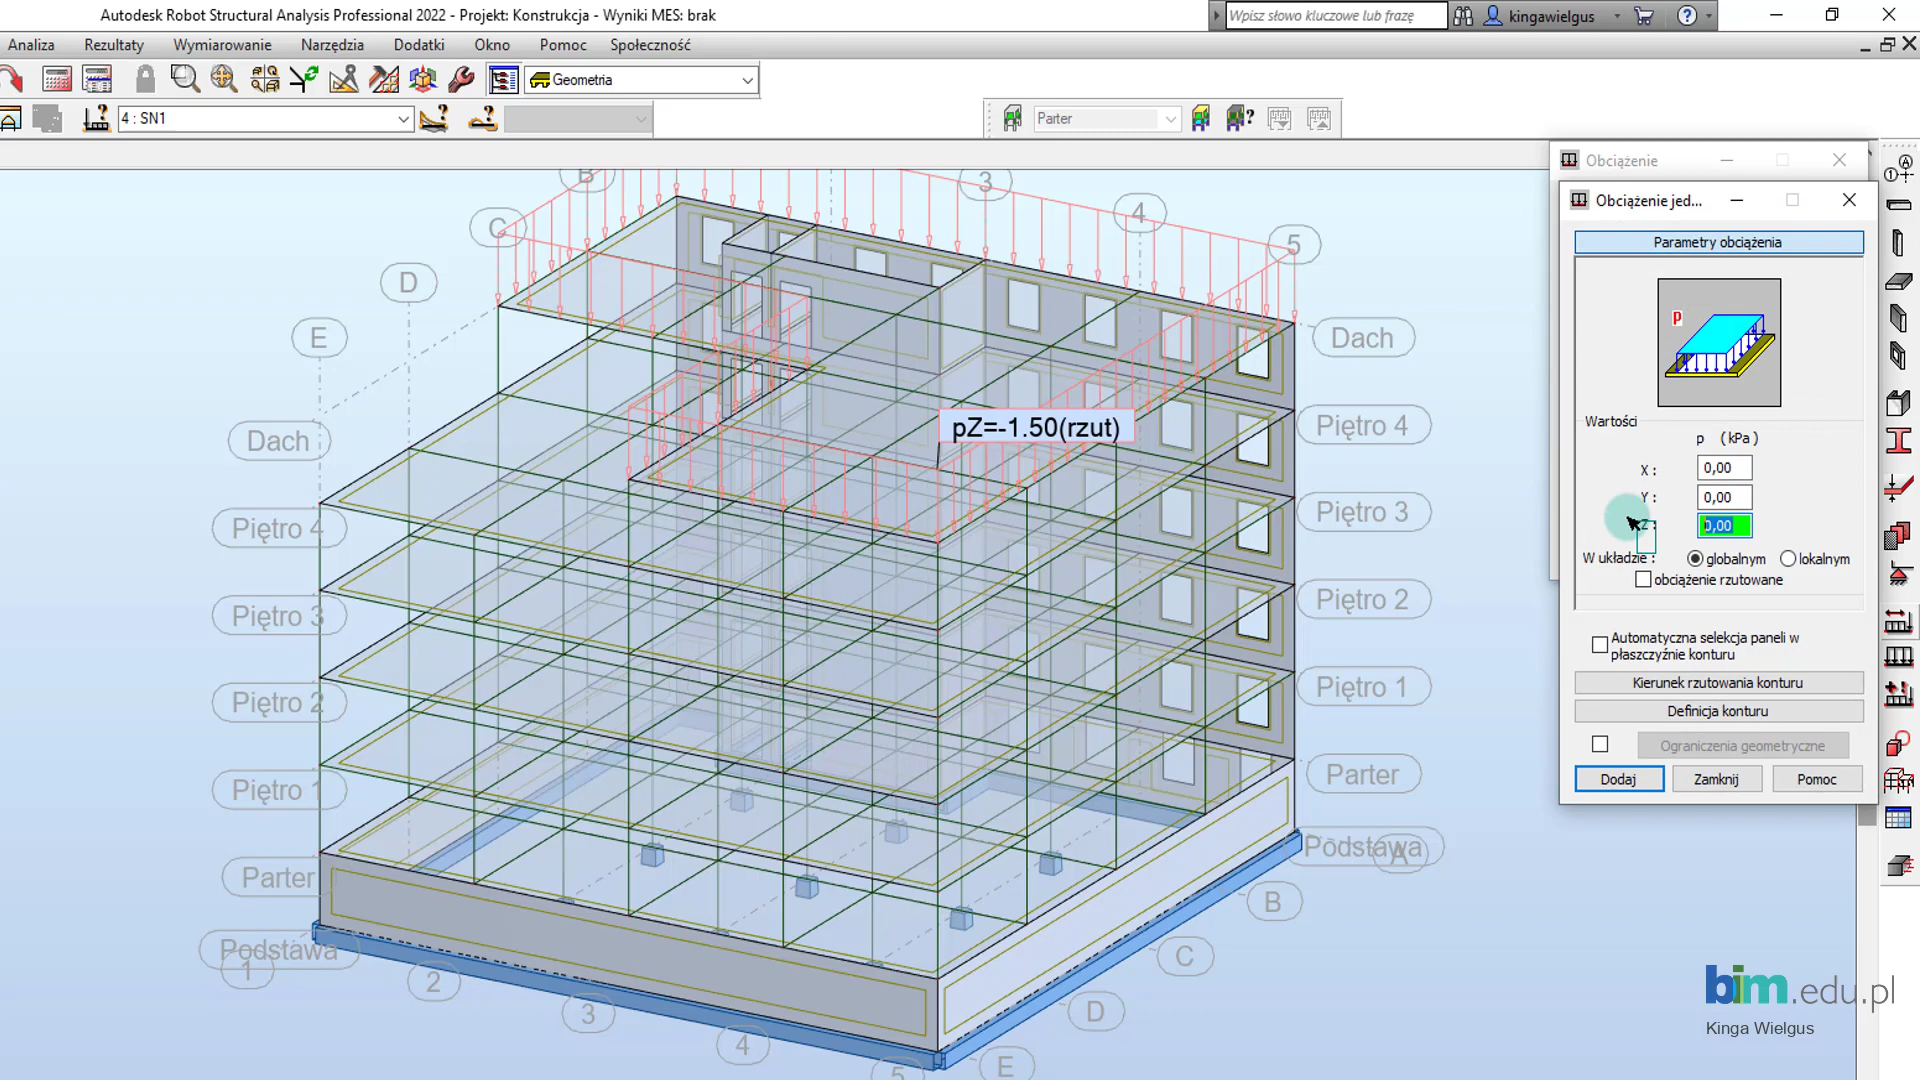 Autodesk Robot Structural Analysis Professional 2022 - Projekt: Konstrukcja - Wyniki MES: brak
Wpisz słowo kluczowe lub frazę
kingawielgus
Analiza Rezultaty Wymiarowanie Narzędzia Dodatki Okno Pomoc Społeczność
Geometria
4 : SN1
Parter
Obciążenie
Obciążenie jed...
Parametry obciążenia
p
Wartości
p (kPa)
X : 0,00
Y : 0,00
Z : 0,00
W układzie : globalnym lokalnym
obciążenie rzutowane
Automatyczna selekcja paneli w
płaszczyźnie konturu
Kierunek rzutowania konturu
Definicja konturu
Ograniczenia geometryczne
Dodaj Zamknij Pomoc
B
3
C
4
5
D
E
Dach
Dach
pZ=-1.50(rzut)
Piętro 4
Piętro 4
Piętro 3
Piętro 3
Piętro 2
Piętro 2
Piętro 1
Piętro 1
Parter
Parter
Podstawa
A
Podstawa
1
B
2
C
3
D
4
E
5
bim.edu.pl
Kinga Wielgus